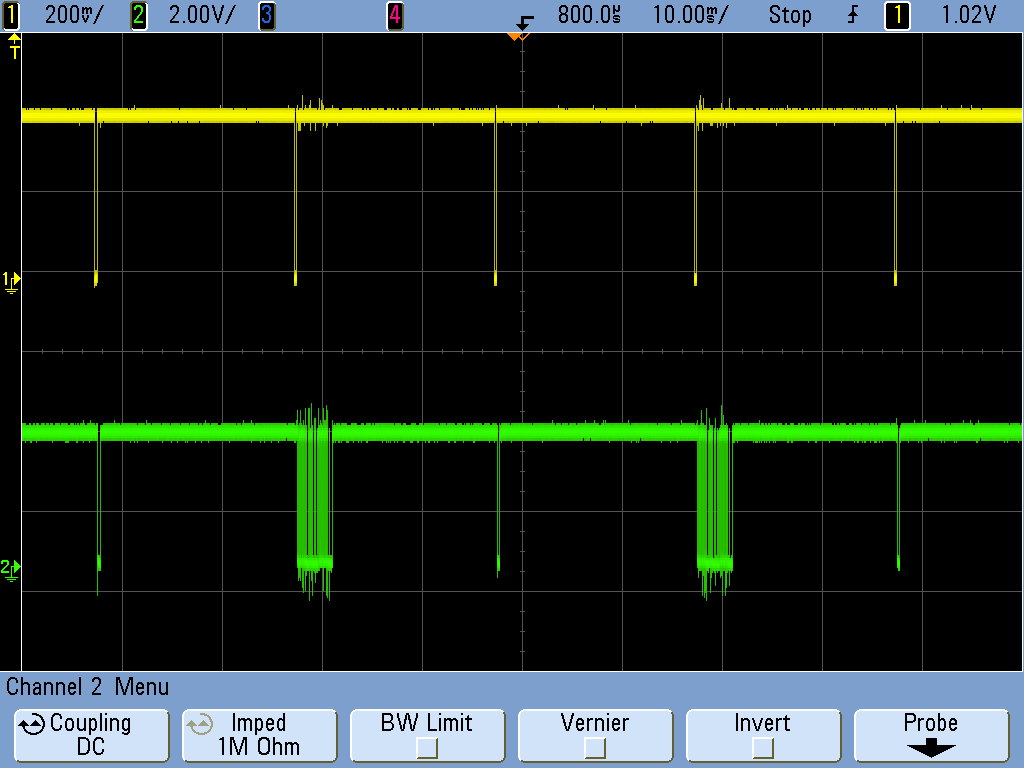 1 200㎷/ 2 2.00V/ 3 4 800.0㎲ 10.00㎳/ Stop 1 1.02V
T
1
2
Channel 2 Menu
Coupling Imped BW Limit Vernier Invert Probe
DC 1M Ohm